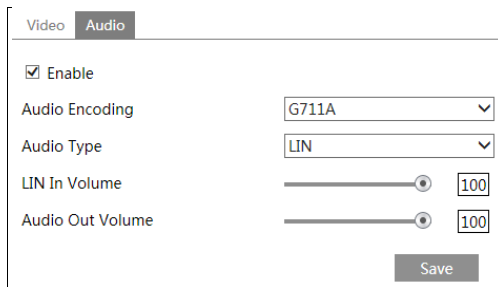 Video Audio
Enable
Audio Encoding G711A
Audio Type LIN
LIN In Volume 100
Audio Out Volume 100
Save